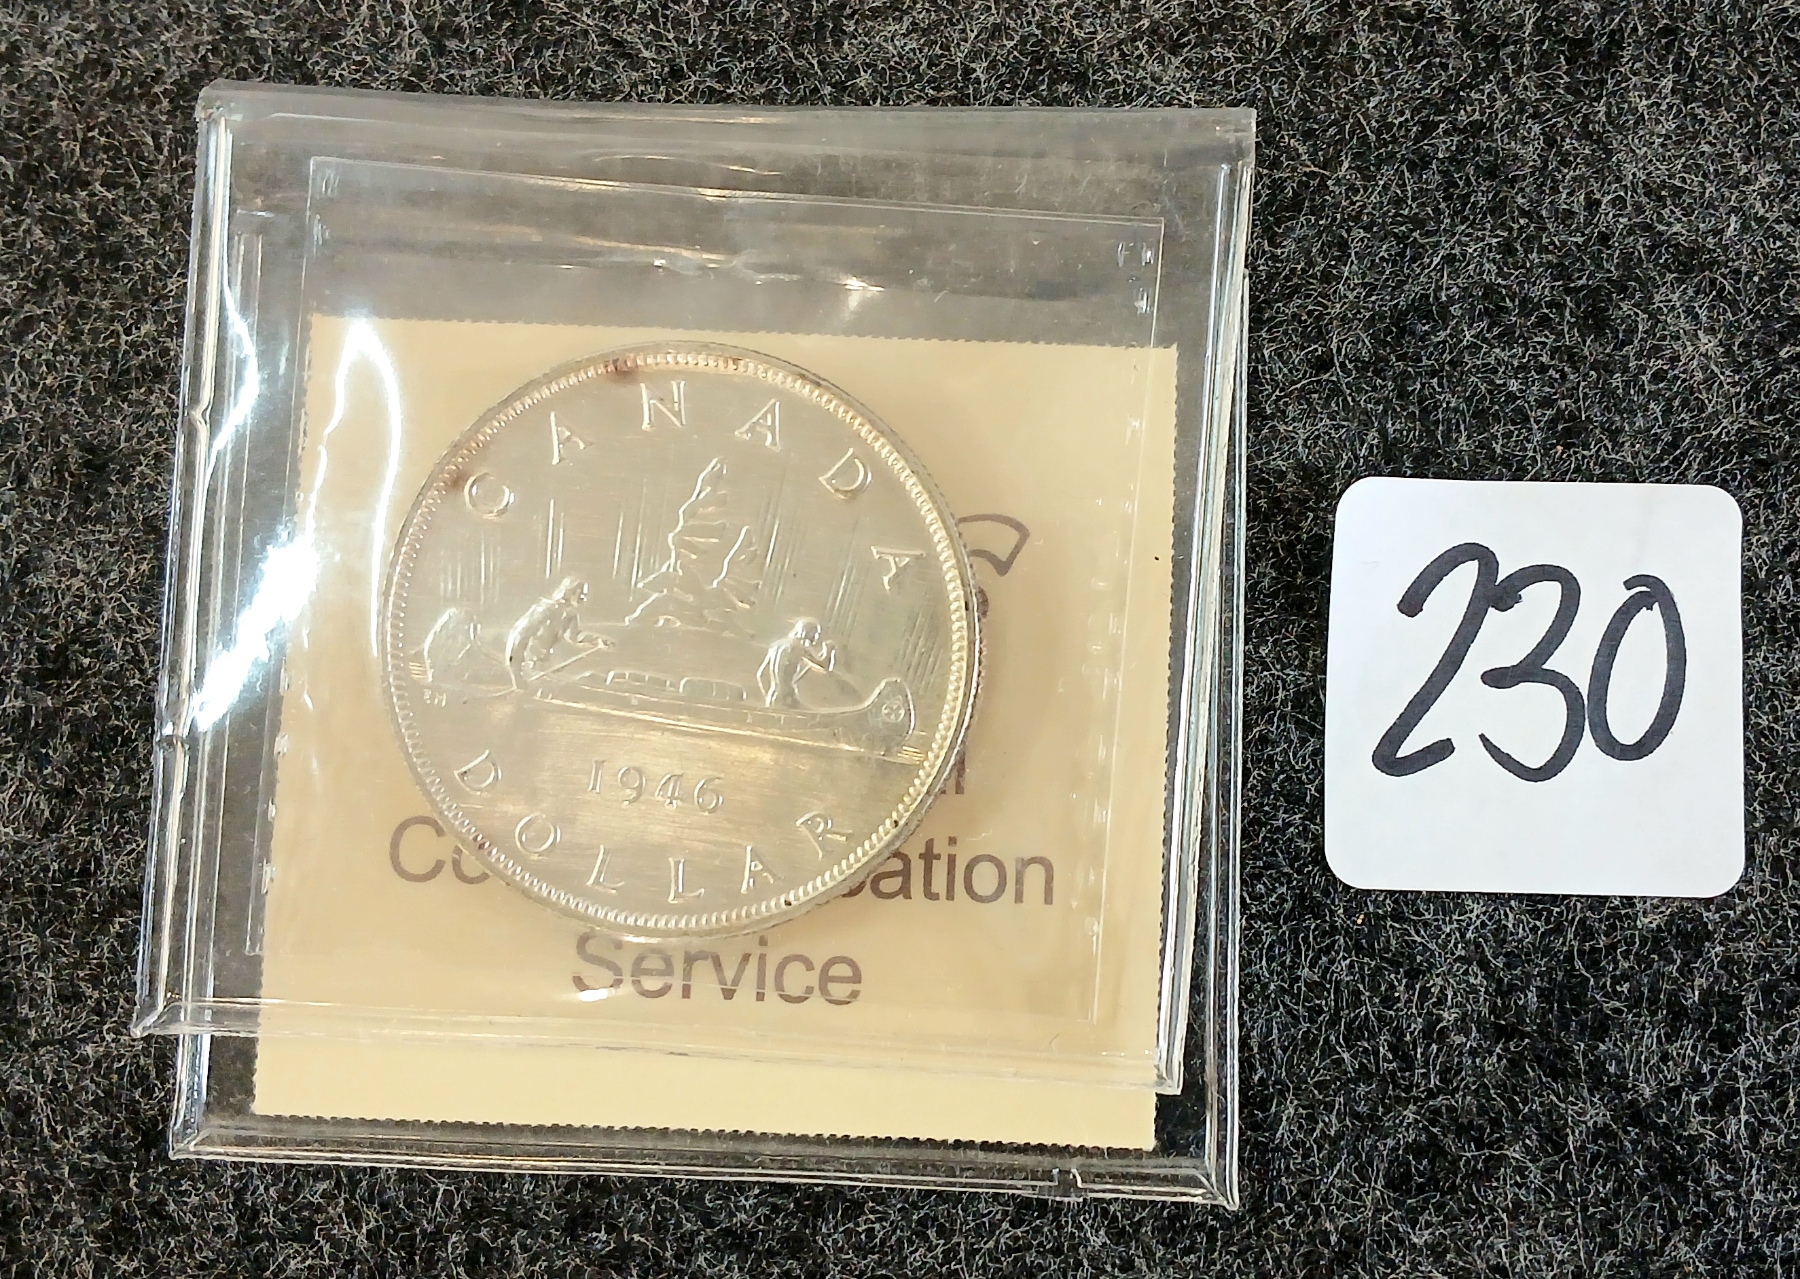 CANADA
1946
DOLLAR
Service
230